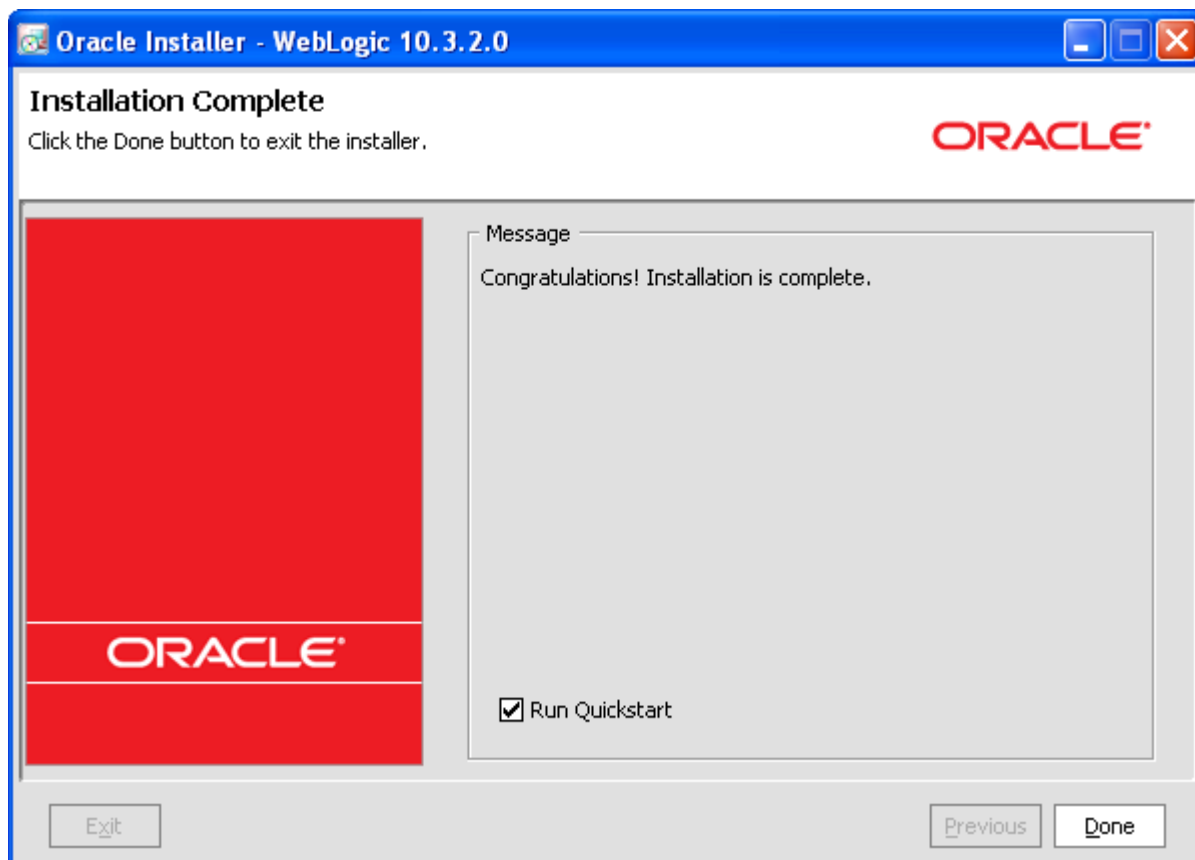 Oracle Installer - WebLogic 10.3.2.0
Installation Complete
Click the Done button to exit the installer.
ORACLE
Message
Congratulations! Installation is complete.
ORACLE
Run Quickstart
Exit
Previous
Done